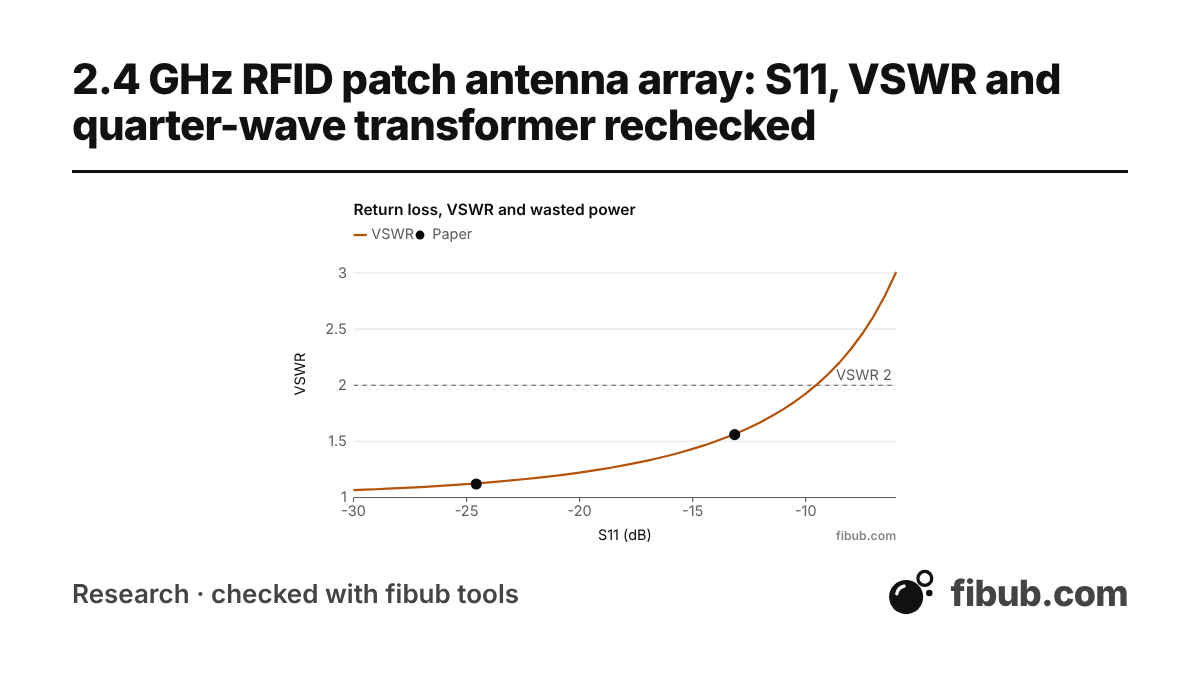 2.4 GHz RFID patch antenna array: S11, VSWR and
quarter-wave transformer rechecked
Return loss, VSWR and wasted power
VSWR Paper
3
2.5
2
1.5
1
VSWR
VSWR 2
-30 -25 -20 -15 -10
S11 (dB)
fibub.com
Research · checked with fibub tools
fibub.com